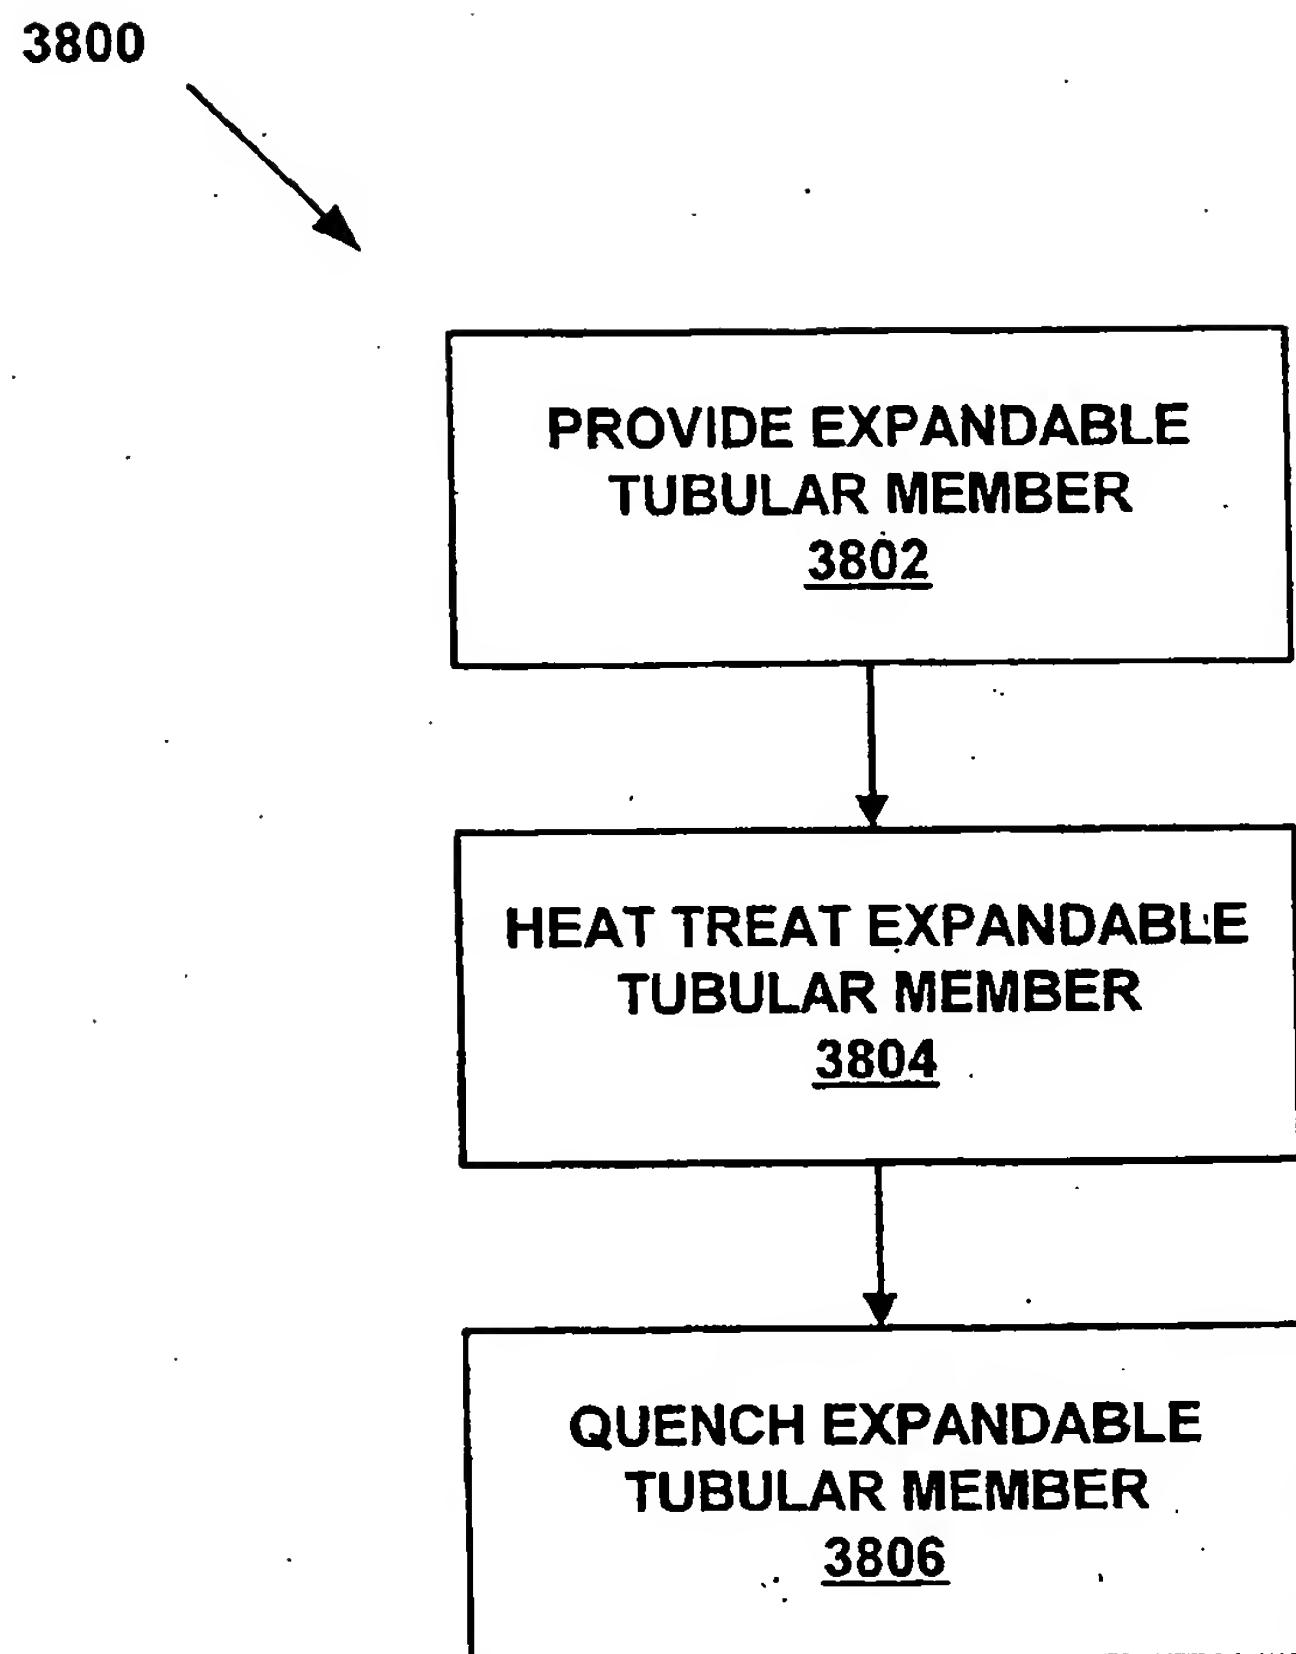 3800
PROVIDE EXPANDABLE
TUBULAR MEMBER
3802
HEAT TREAT EXPANDABLE
TUBULAR MEMBER
3804
QUENCH EXPANDABLE
TUBULAR MEMBER
3806